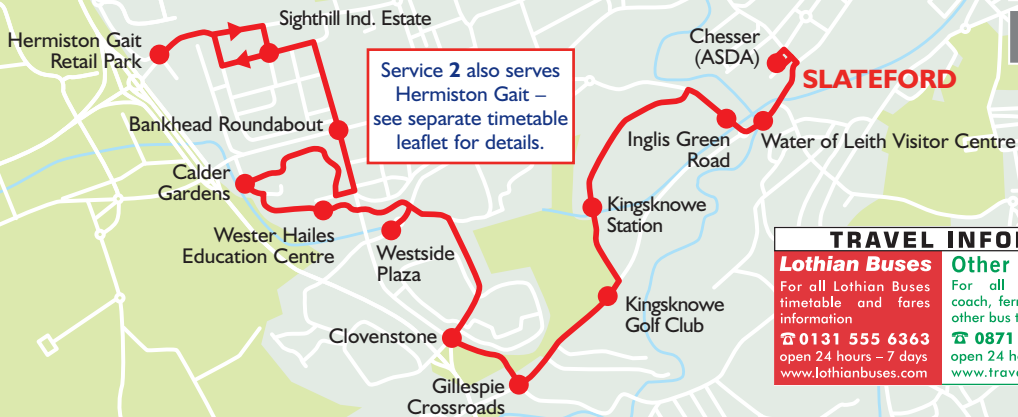 Sighthill Ind. Estate
Hermiston Gait
Retail Park
Chesser
(ASDA)
SLATEFORD
Service 2 also serves
Hermiston Gait –
see separate timetable
leaflet for details.
Bankhead Roundabout
Inglis Green
Road
Water of Leith Visitor Centre
Calder
Gardens
Kingsknowe
Station
Wester Hailes
Education Centre
Westside
Plaza
Kingsknowe
Golf Club
Clovenstone
Gillespie
Crossroads
TRAVEL INFO
Lothian Buses
For all Lothian Buses
timetable and fares
information
☎0131 555 6363
open 24 hours – 7 days
www.lothianbuses.com
Other
For all
coach, fer
other bus t
☎ 0871
open 24 h
www.trav